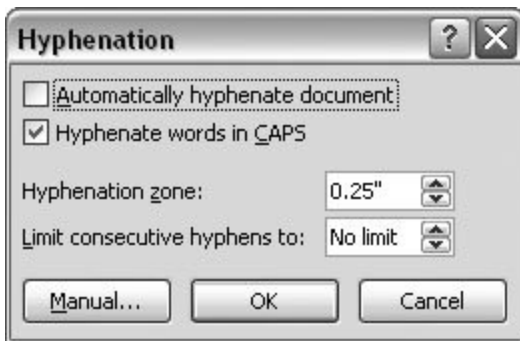 Hyphenation
Automatically hyphenate document
Hyphenate words in CAPS
Hyphenation zone: 0.25"
Limit consecutive hyphens to: No limit
Manual... OK Cancel